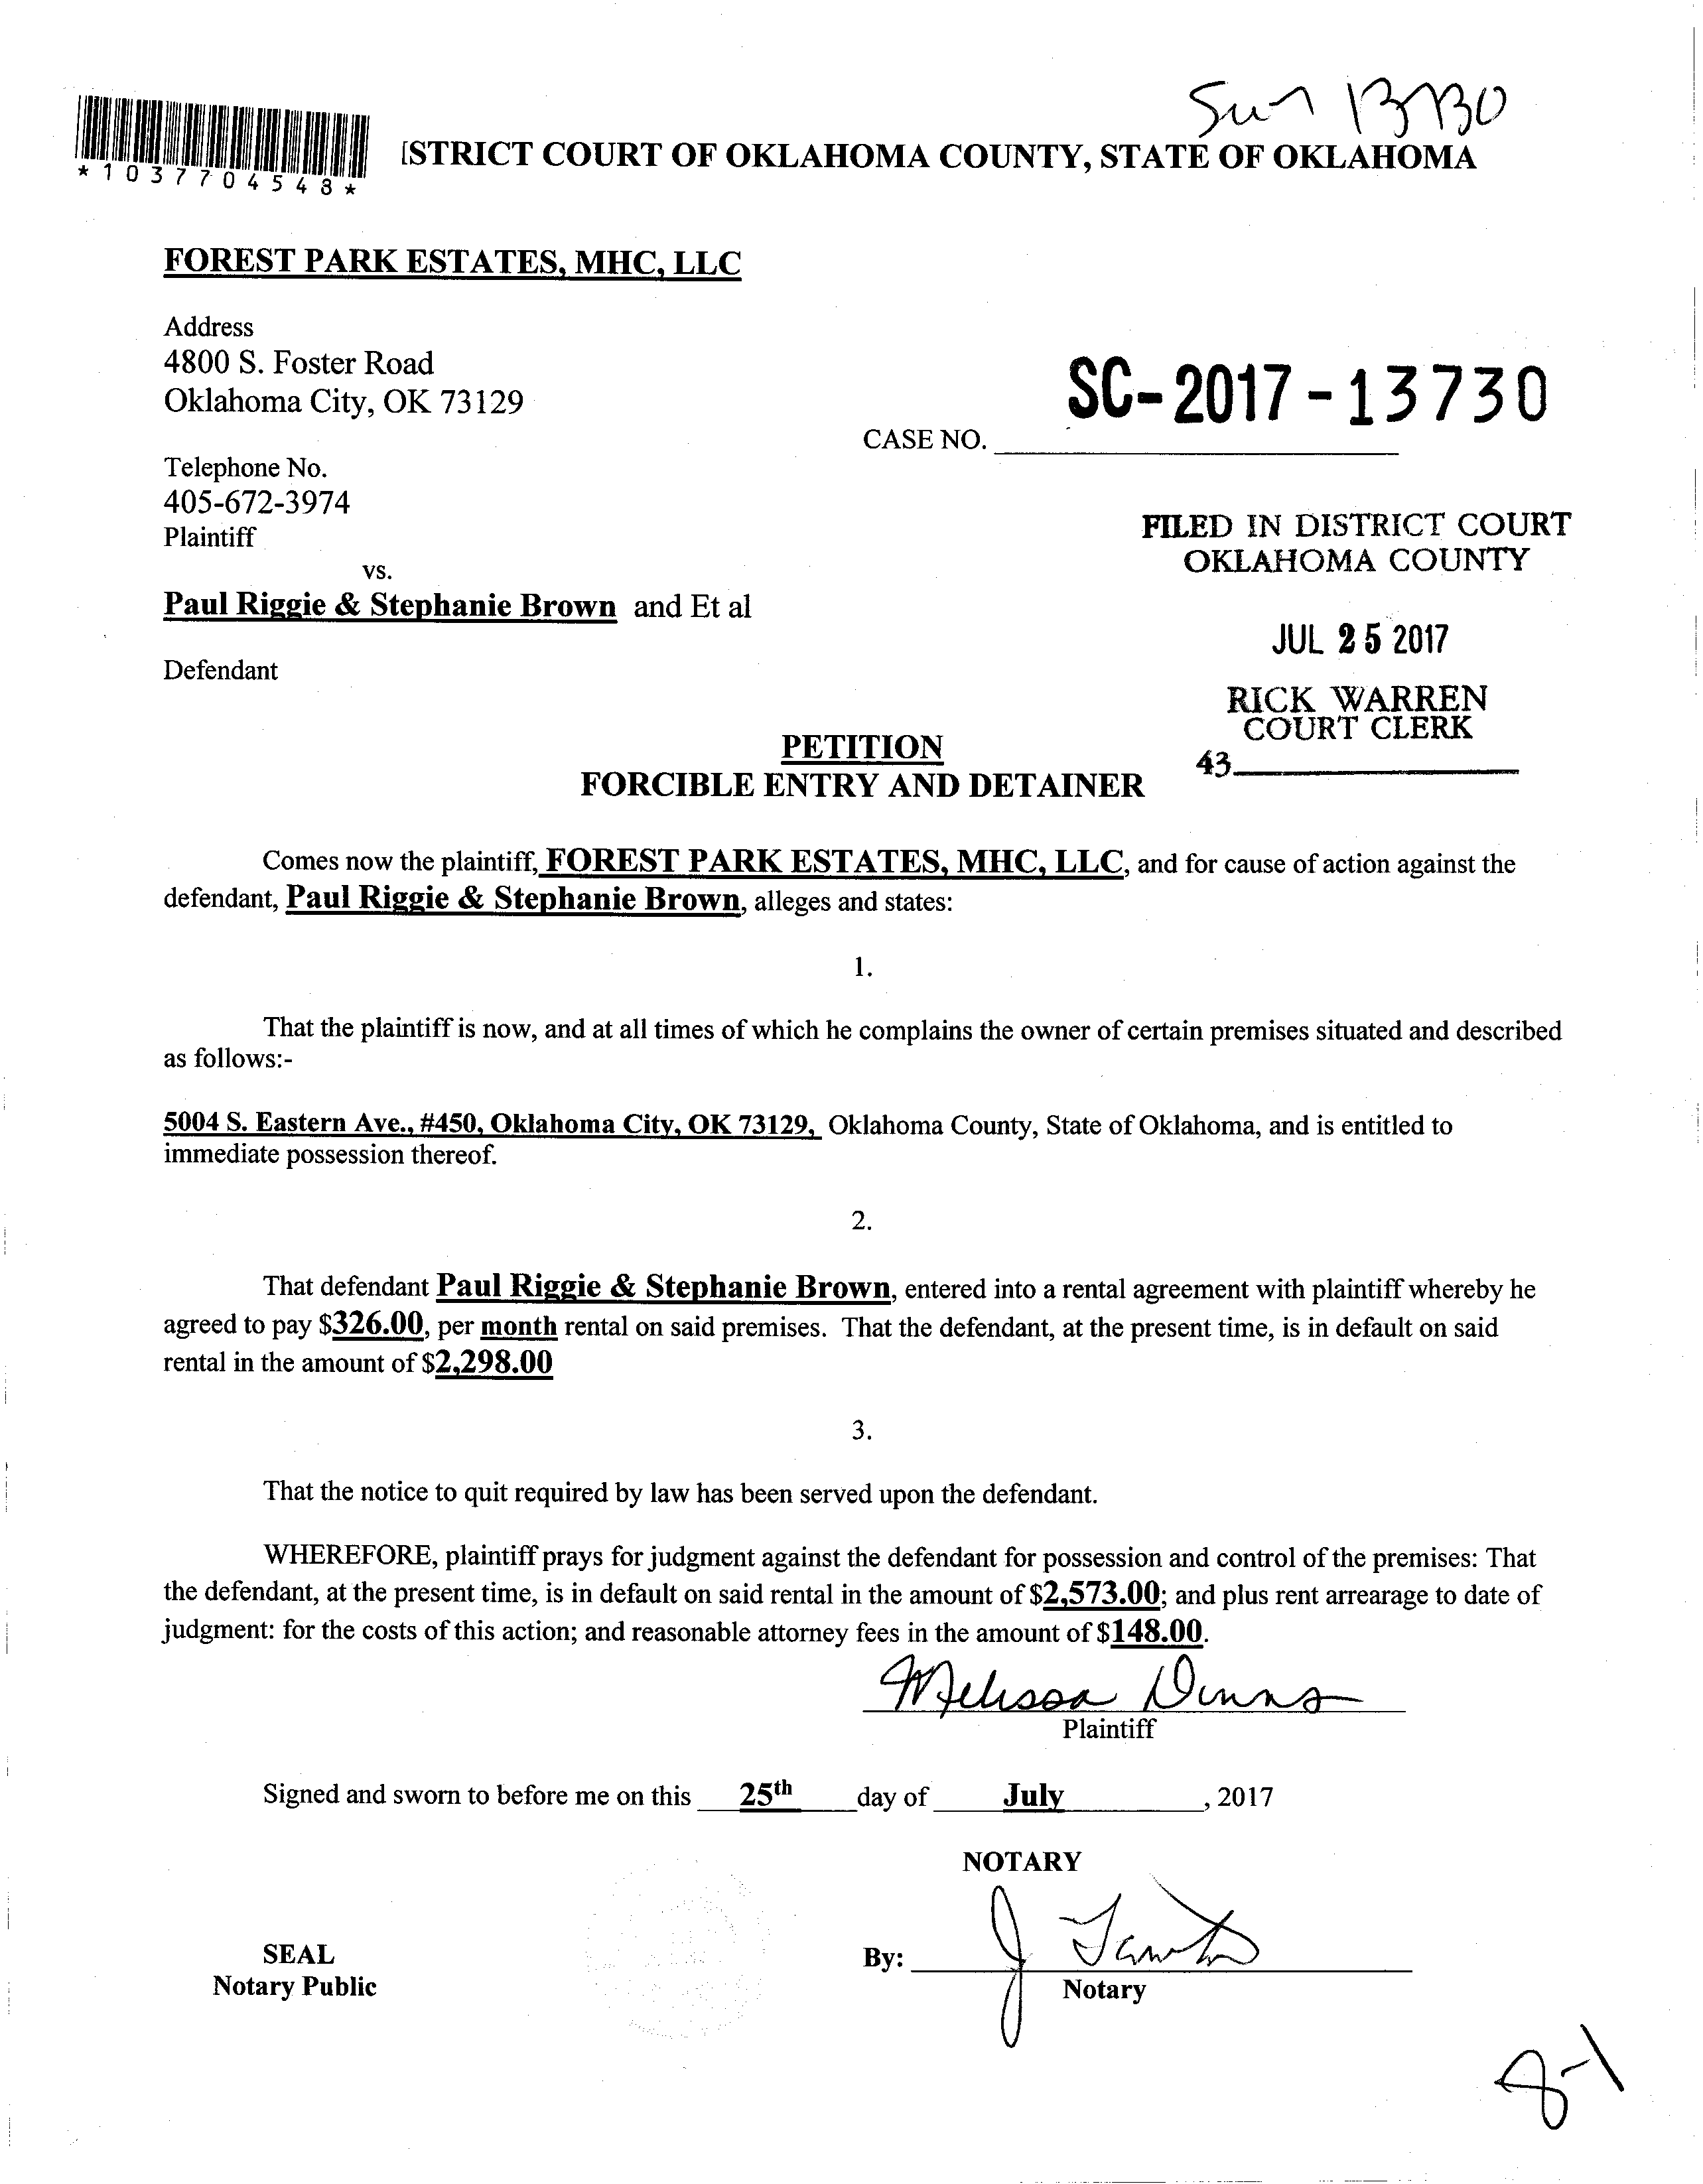 13730
*1037704548*
ISTRICT COURT OF OKLAHOMA COUNTY, STATE OF OKLAHOMA
FOREST PARK ESTATES, MHC, LLC
Address
4800 S. Foster Road
Oklahoma City, OK 73129
SC-2017-13730
CASE NO.
Telephone No.
405-672-3974
Plaintiff
FILED IN DISTRICT COURT
OKLAHOMA COUNTY
vs.
Paul Riggie & Stephanie Brown and Et al
JUL 25 2017
Defendant
RICK WARREN
COURT CLERK
43
PETITION
FORCIBLE ENTRY AND DETAINER
Comes now the plaintiff, FOREST PARK ESTATES, MHC, LLC, and for cause of action against the
defendant, Paul Riggie & Stephanie Brown, alleges and states:
1.
That the plaintiff is now, and at all times of which he complains the owner of certain premises situated and described
as follows:-
5004 S. Eastern Ave., #450, Oklahoma City, OK 73129, Oklahoma County, State of Oklahoma, and is entitled to
immediate possession thereof.
2.
That defendant Paul Riggie & Stephanie Brown, entered into a rental agreement with plaintiff whereby he
agreed to pay $326.00, per month rental on said premises. That the defendant, at the present time, is in default on said
rental in the amount of $2,298.00
3.
That the notice to quit required by law has been served upon the defendant.
WHEREFORE, plaintiff prays for judgment against the defendant for possession and control of the premises: That
the defendant, at the present time, is in default on said rental in the amount of $2,573.00; and plus rent arrearage to date of
judgment: for the costs of this action; and reasonable attorney fees in the amount of $148.00.
Melissa
Plaintiff
Signed and sworn to before me on this 25th day of July, 2017
NOTARY
SEAL
By: J
Notary Public
Notary
8-1